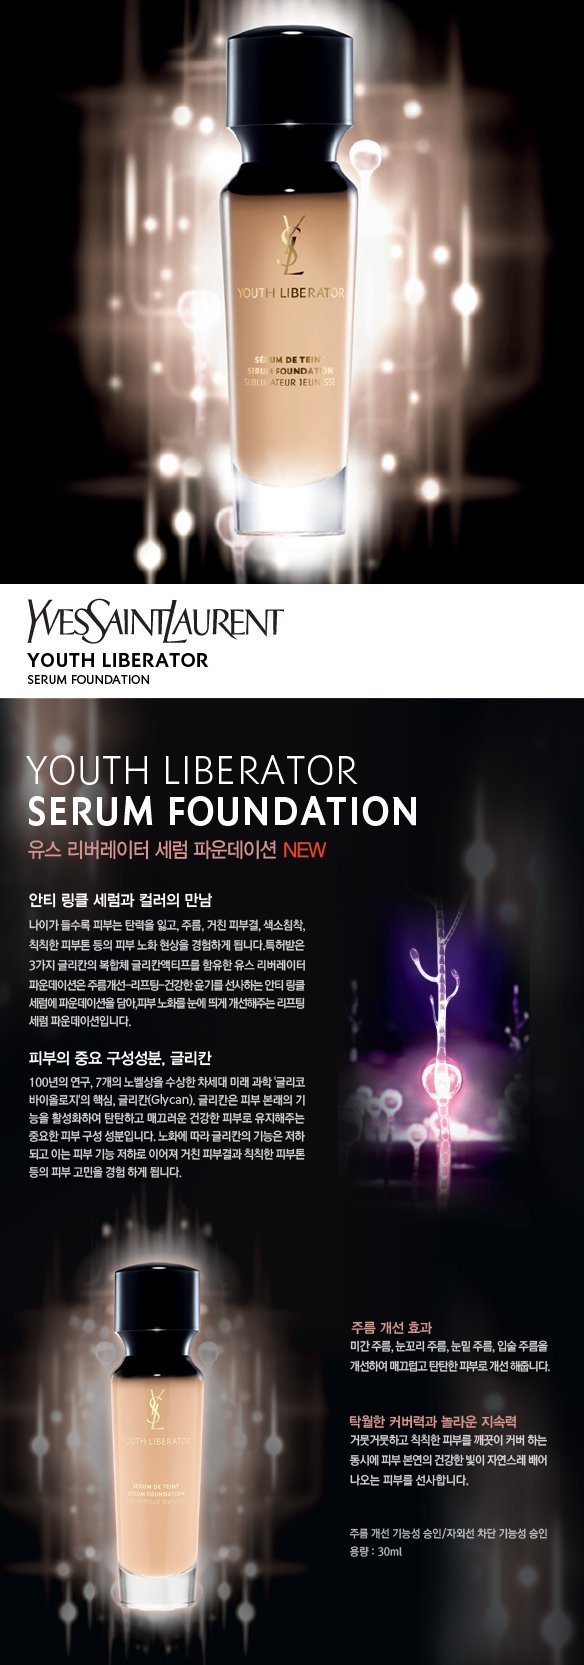 YSL
YOUTH LIBERATOR
SÉRUM DE TEINT
SERUM FOUNDATION
SUBLIMATEUR JEUNESSE
YVESSAINTLAURENT
YOUTH LIBERATOR
SERUM FOUNDATION
YOUTH LIBERATOR
SERUM FOUNDATION
유스 리버레이터 세럼 파운데이션 NEW
안티 링클 세럼과 컬러의 만남
나이가 들수록 피부는 탄력을 잃고, 주름, 거친 피부결, 색소침착,
칙칙한 피부톤 등의 피부 노화 현상을 경험하게 됩니다.특허받은
3가지 글리칸의 복합체 글리칸액티프를 함유한 유스 리버레이터
파운데이션은 주름개선-리프팅-건강한 윤기를 선사하는 안티 링클
세럼에 파운데이션을 담아,피부 노화를 눈에 띄게 개선해주는 리프팅
세럼 파운데이션입니다.
피부의 중요 구성성분, 글리칸
100년의 연구, 7개의 노벨상을 수상한 차세대 미래 과학 '글리코
바이올로지'의 핵심, 글리칸(Glycan). 글리칸은 피부 본래의 기
능을 활성화하여 탄탄하고 매끄러운 건강한 피부로 유지해주는
중요한 피부 구성 성분입니다. 노화에 따라 글리칸의 기능은 저하
되고 이는 피부 기능 저하로 이어져 거친 피부결과 칙칙한 피부톤
등의 피부 고민을 경험 하게 됩니다.
주름 개선 효과
미간 주름, 눈꼬리 주름, 눈밑 주름, 입술 주름을
개선하여 매끄럽고 탄탄한 피부로 개선 해줍니다.
탁월한 커버력과 놀라운 지속력
거뭇거뭇하고 칙칙한 피부를 깨끗이 커버 하는
동시에 피부 본연의 건강한 빛이 자연스레 배어
나오는 피부를 선사합니다.
주름 개선 기능성 승인/자외선 차단 기능성 승인
용량 : 30ml
YSL
YOUTH LIBERATOR
SÉRUM DE TEINT
SERUM FOUNDATION
SUBLIMATEUR JEUNESSE